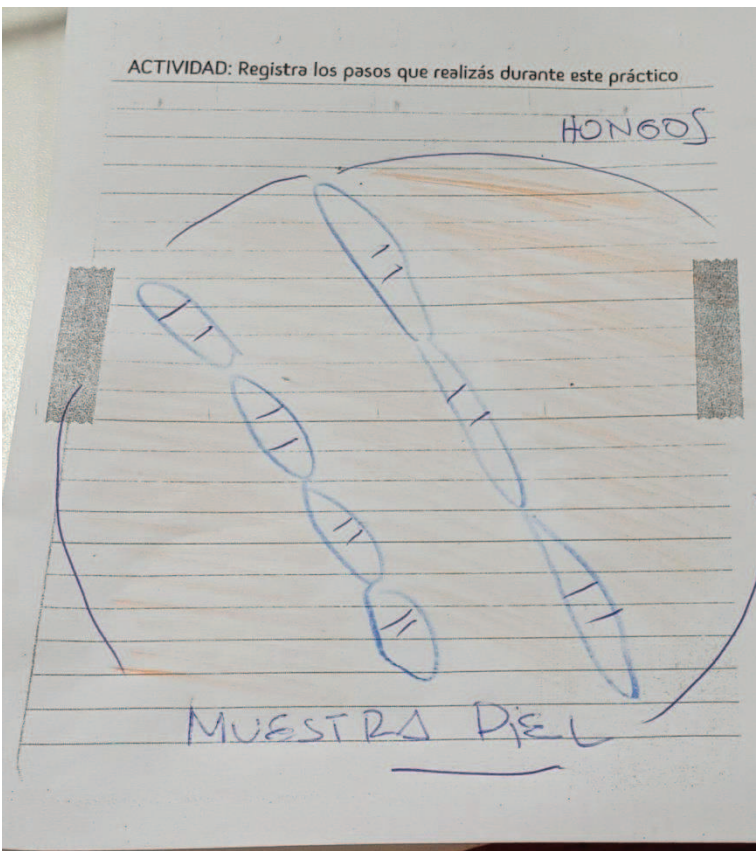 ACTIVIDAD: Registra los pasos que realizás durante este práctico
HONGOS
MUESTRA PIEL